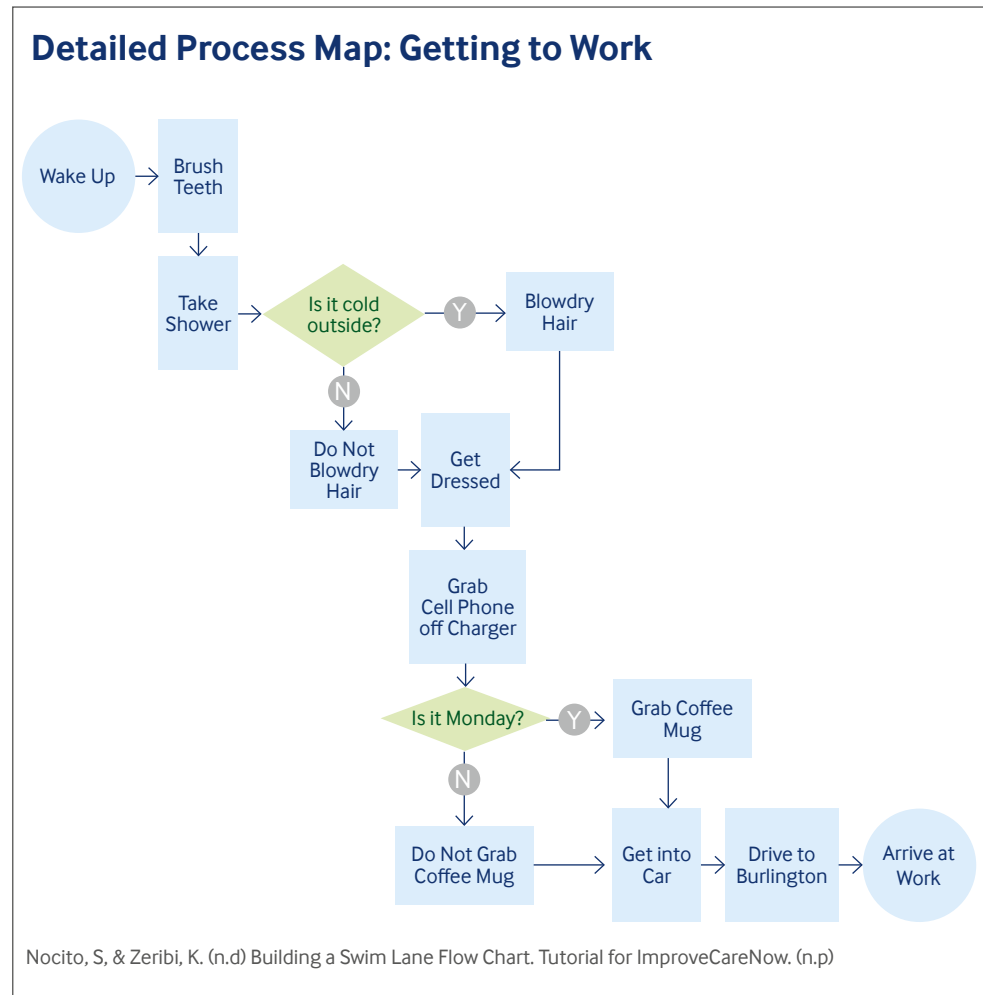 Detailed Process Map: Getting to Work
Wake Up
Brush
Teeth
Take
Shower
Is it cold
outside?
Y
Blowdry
Hair
N
Do Not
Blowdry
Hair
Get
Dressed
Grab
Cell Phone
off Charger
Is it Monday?
Y
Grab Coffee
Mug
N
Do Not Grab
Coffee Mug
Get into
Car
Drive to
Burlington
Arrive at
Work
Nocito, S, & Zeribi, K. (n.d) Building a Swim Lane Flow Chart. Tutorial for ImproveCareNow. (n.p)